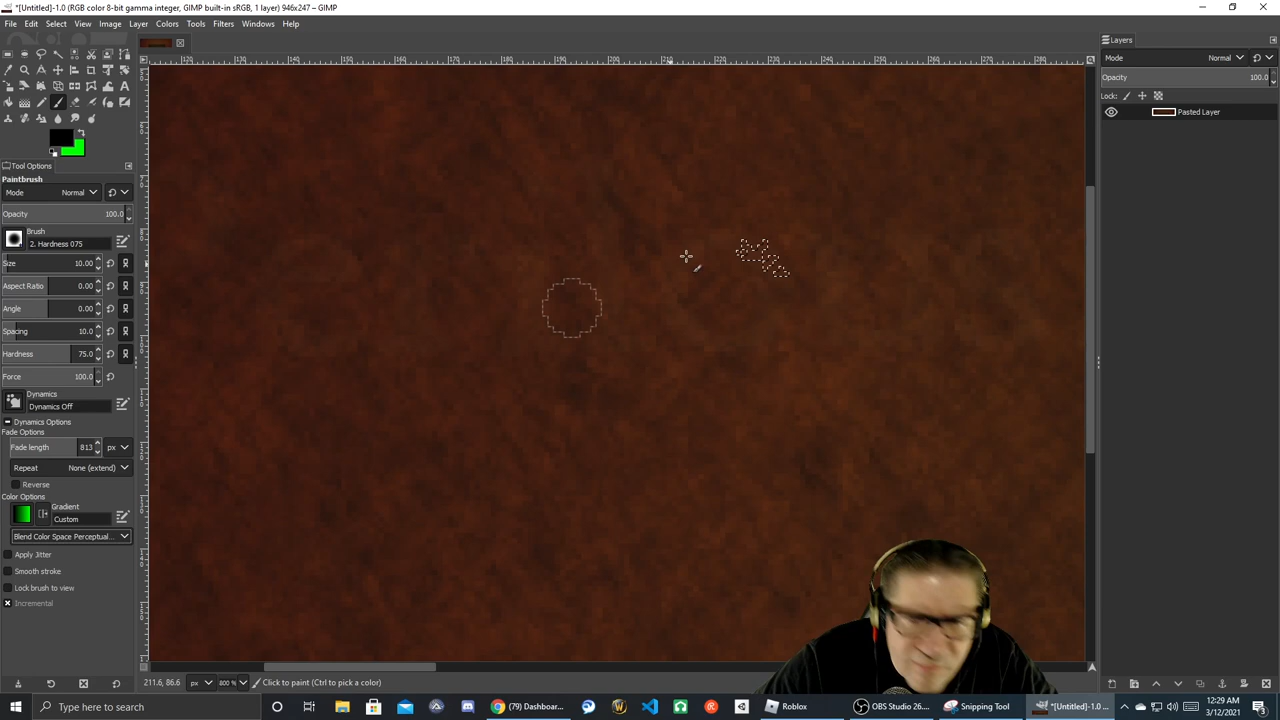 *[Untitled]-1.0 (RGB color 8-bit gamma integer, GIMP built-in sRGB, 1 layer) 946x247 – GIMP
File Edit Select View Image Layer Colors Tools Filters Windows Help
Tool Options
Paintbrush
Mode Normal
Opacity 100.0
Brush
2. Hardness 075
Size 10.00
Aspect Ratio 0.00
Angle 0.00
Spacing 10.0
Hardness 75.0
Force 100.0
Dynamics
Dynamics Off
Dynamics Options
Fade Options
Fade length 813 px
Repeat None (extend)
Reverse
Color Options
Gradient
Custom
Blend Color Space Perceptual...
Apply Jitter
Smooth stroke
Lock brush to view
Incremental
Layers
Mode Normal
Opacity 100.0
Lock:
Pasted Layer
211.6, 86.6 px 800 % Click to paint (Ctrl to pick a color)
Type here to search
(79) Dashboar...
Roblox
OBS Studio 26....
Snipping Tool
*[Untitled]-1.0 ...
12:29 AM
3/12/2021